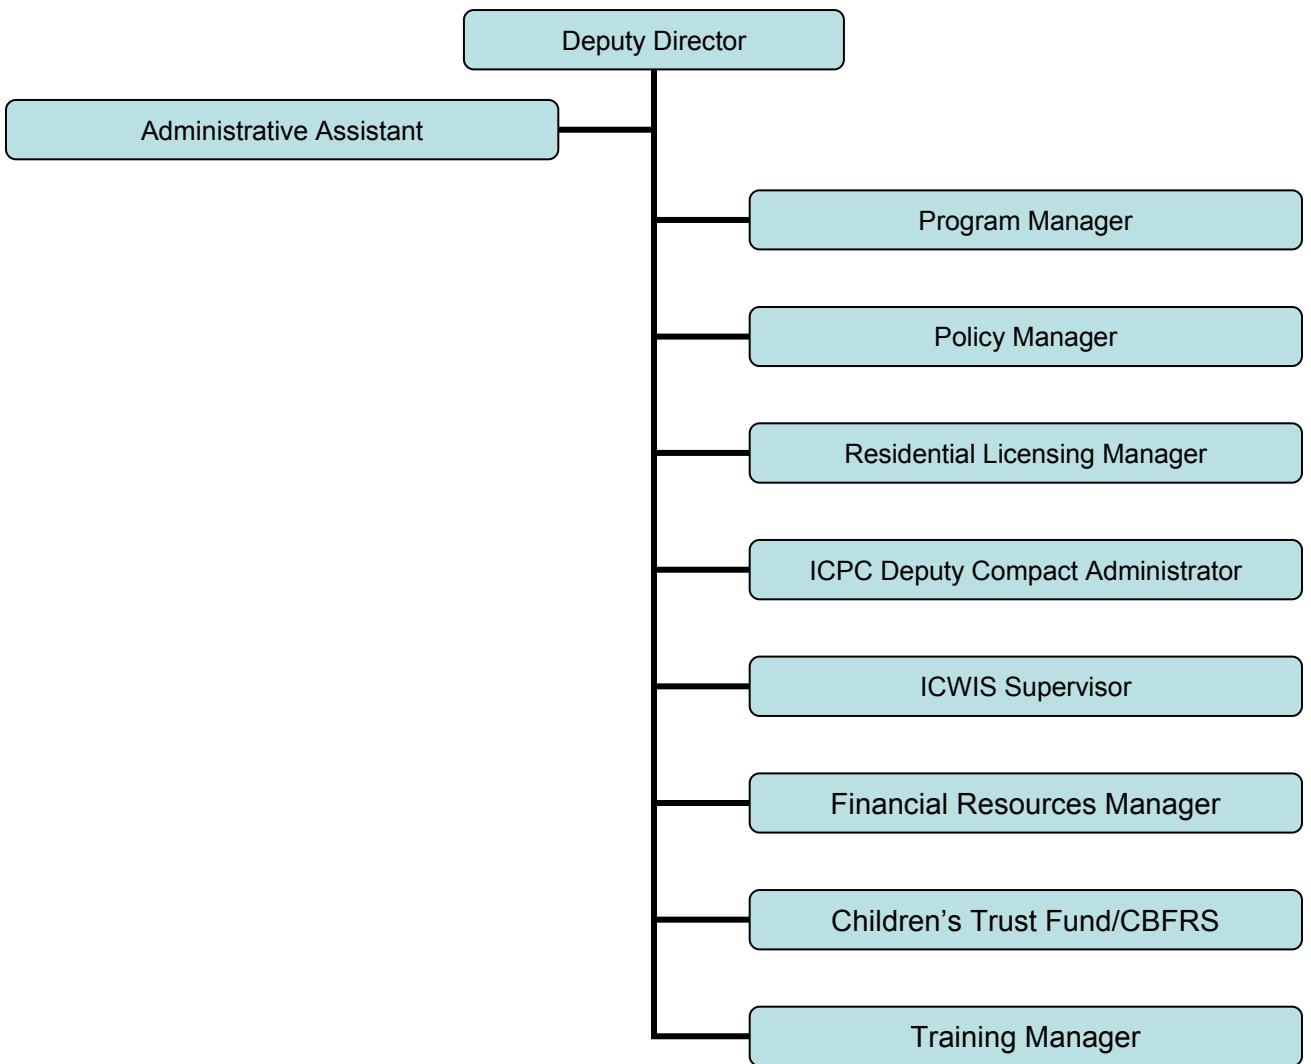 Deputy Director
Administrative Assistant
Program Manager
Policy Manager
Residential Licensing Manager
ICPC Deputy Compact Administrator
ICWIS Supervisor
Financial Resources Manager
Children’s Trust Fund/CBFRS
Training Manager